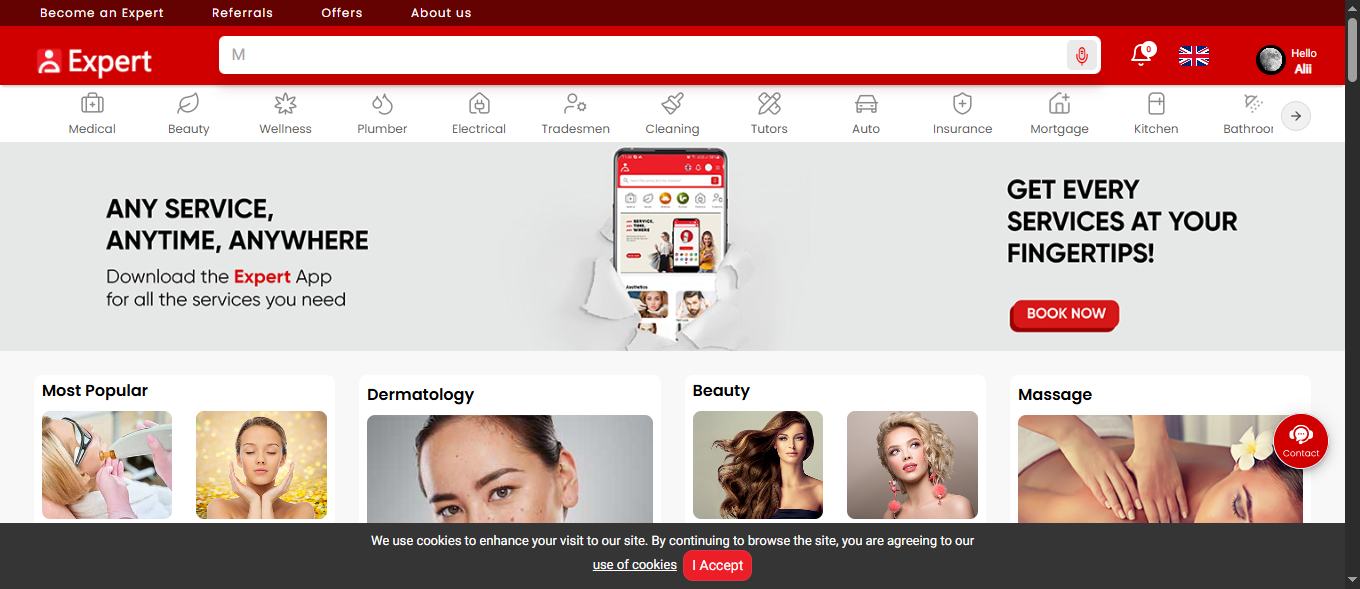 Become an Expert Referrals Offers About us
Expert
M
0
Hello
Alii
Medical Beauty Wellness Plumber Electrical Tradesmen Cleaning Tutors Auto Insurance Mortgage Kitchen Bathroo
ANY SERVICE,
ANYTIME, ANYWHERE
Download the Expert App
for all the services you need
GET EVERY
SERVICES AT YOUR
FINGERTIPS!
BOOK NOW
Most Popular
Dermatology
Beauty
Massage
Contact
We use cookies to enhance your visit to our site. By continuing to browse the site, you are agreeing to our
use of cookies I Accept